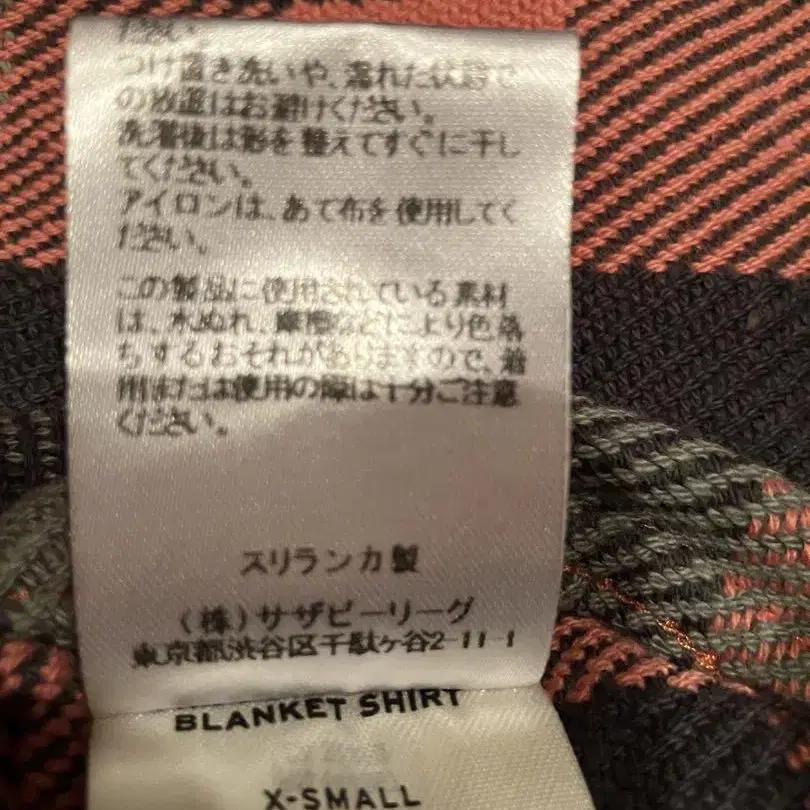 ださい。
つけ置き洗いや、濡れた状態で
の放置はお避けください。
洗濯後は形を整えてすぐに干し
てください。
アイロンは、あて布を使用してく
ださい。
この製品に使用されている素材
は、水ぬれ、摩擦などにより色落
ちするおそれがありますので、着
用または使用の際は十分ご注意
ください。
スリランカ製
(株)サザビーリーグ
東京都渋谷区千駄ヶ谷2-11-1
BLANKET SHIRT
X-SMALL